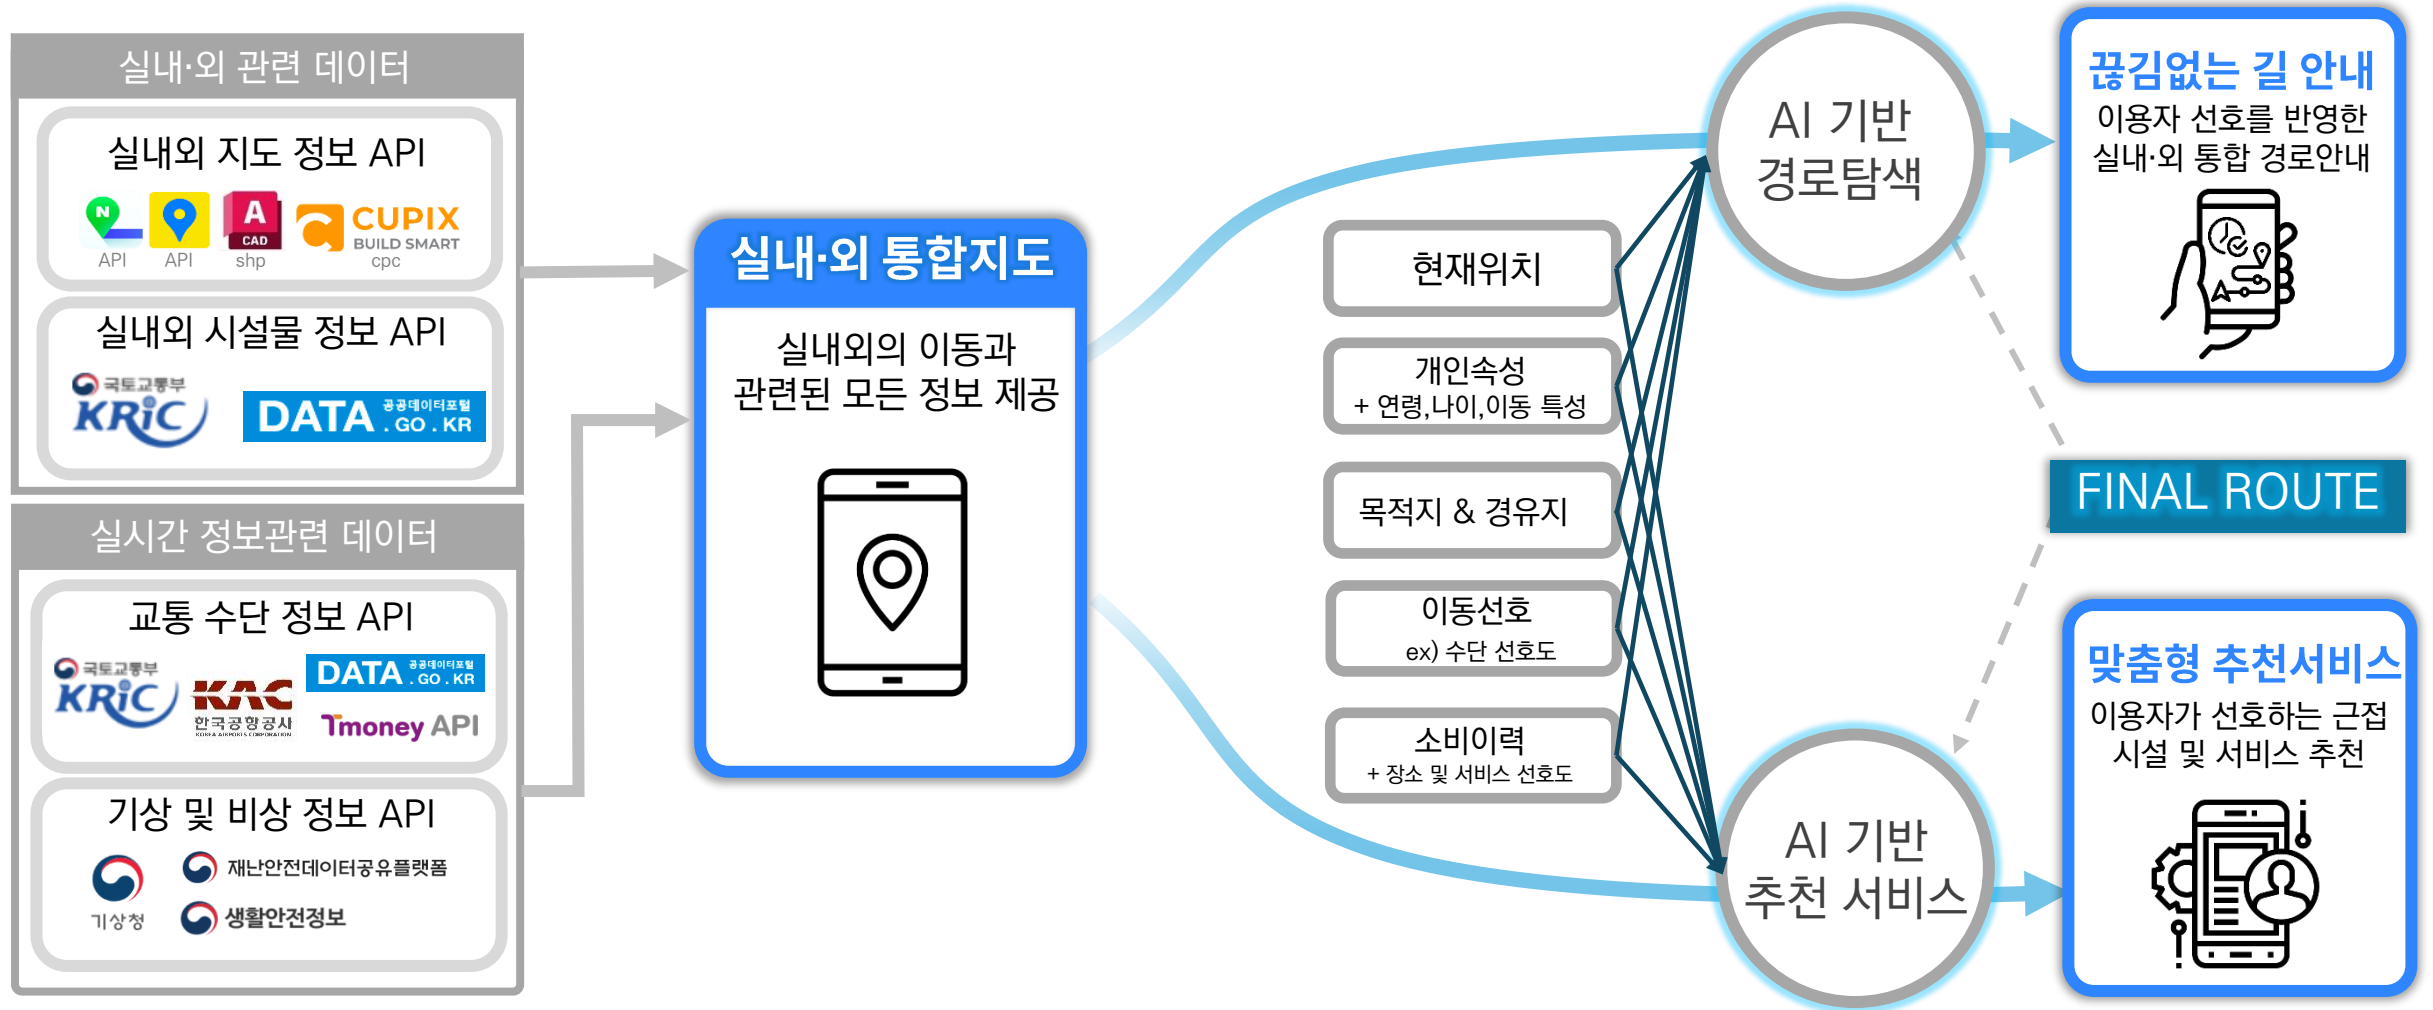 실내·외 관련 데이터
실내외 지도 정보 API
N
A
CAD
CUPIX
BUILD SMART
API
API
shp
cpc
실내외 시설물 정보 API
국토교통부
KRiC
DATA 공공데이터포털
.GO.KR
실시간 정보관련 데이터
교통 수단 정보 API
국토교통부
KRiC
KAC
한국공항공사
KOREA AIRPORTS CORPORATION
DATA 공공데이터포털
.GO.KR
Tmoney API
기상 및 비상 정보 API
기상청
재난안전데이터공유플랫폼
생활안전정보
실내·외 통합지도
실내외의 이동과
관련된 모든 정보 제공
현재위치
개인속성
+ 연령,나이,이동 특성
목적지 & 경유지
이동선호
ex) 수단 선호도
소비이력
+ 장소 및 서비스 선호도
AI 기반
경로탐색
AI 기반
추천 서비스
끊김없는 길 안내
이용자 선호를 반영한
실내·외 통합 경로안내
FINAL ROUTE
맞춤형 추천서비스
이용자가 선호하는 근접
시설 및 서비스 추천